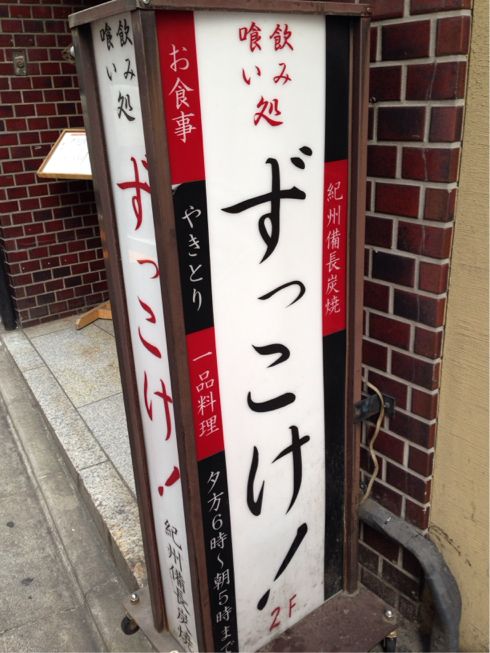 飲み処
喰い
ずっこけ！
2F
紀州備長炭焼
お食事
やきとり
一品料理
夕方6時～朝5時まで
飲み処
喰い
ずっこけ！
紀州備長炭焼